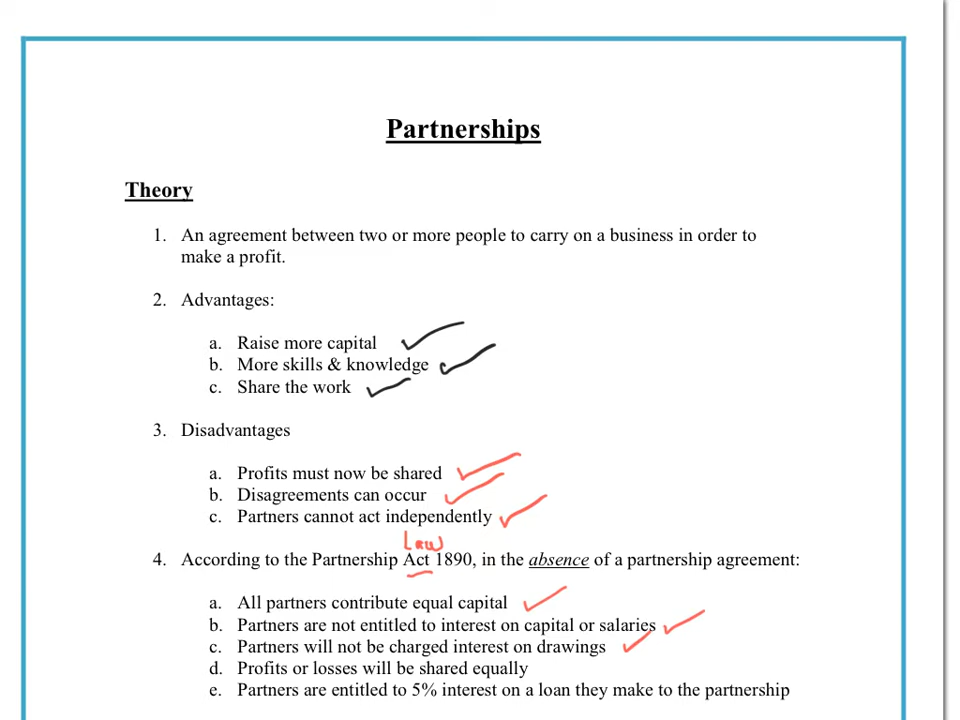 Partnerships
Theory
1. An agreement between two or more people to carry on a business in order to
make a profit.
2. Advantages:
a. Raise more capital
b. More skills & knowledge
c. Share the work
3. Disadvantages
a. Profits must now be shared
b. Disagreements can occur
c. Partners cannot act independently
Law
4. According to the Partnership Act 1890, in the absence of a partnership agreement:
a. All partners contribute equal capital
b. Partners are not entitled to interest on capital or salaries
c. Partners will not be charged interest on drawings
d. Profits or losses will be shared equally
e. Partners are entitled to 5% interest on a loan they make to the partnership